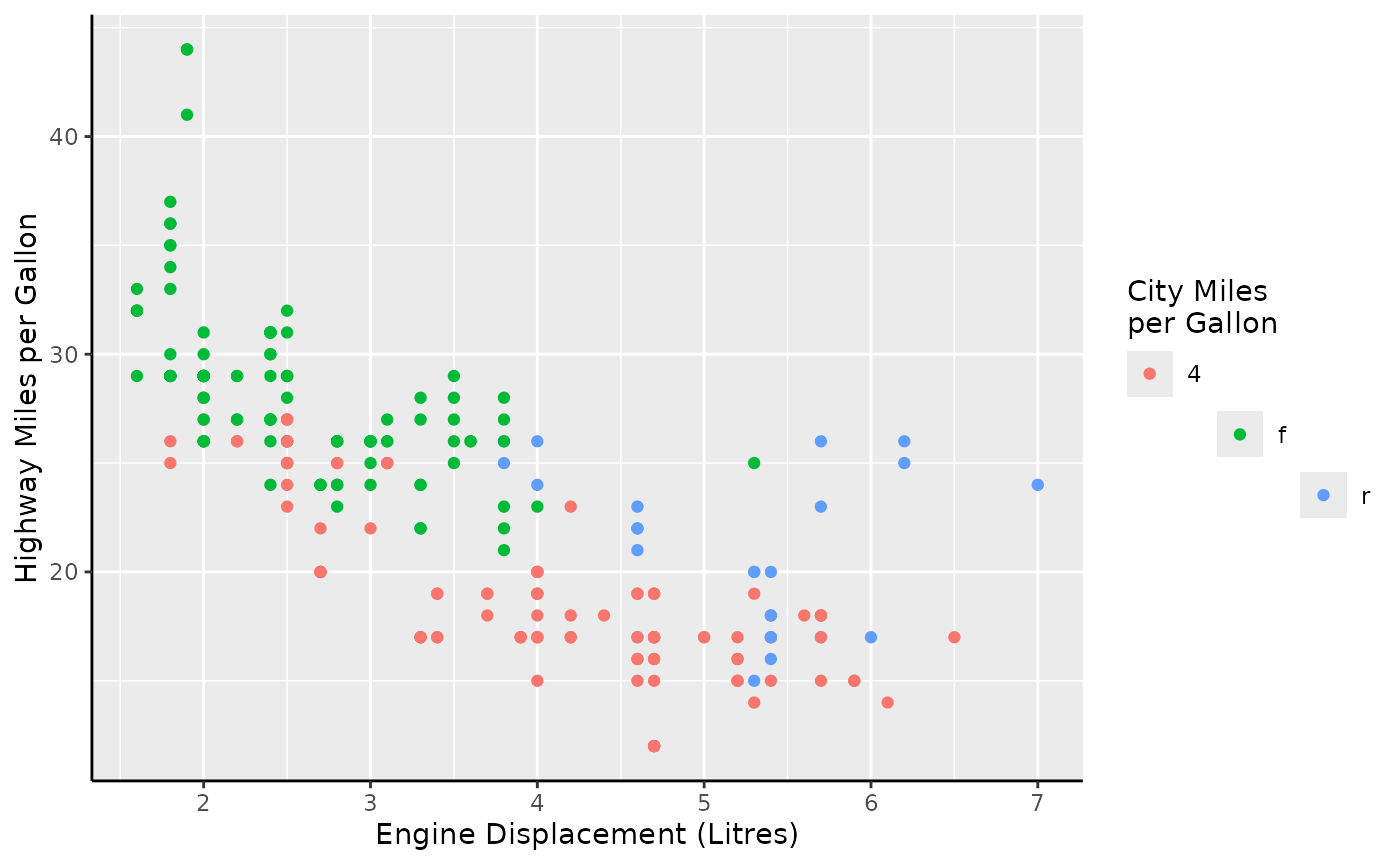 40
30
20
Highway Miles per Gallon
2 3 4 5 6 7
Engine Displacement (Litres)
City Miles
per Gallon
4
f
r